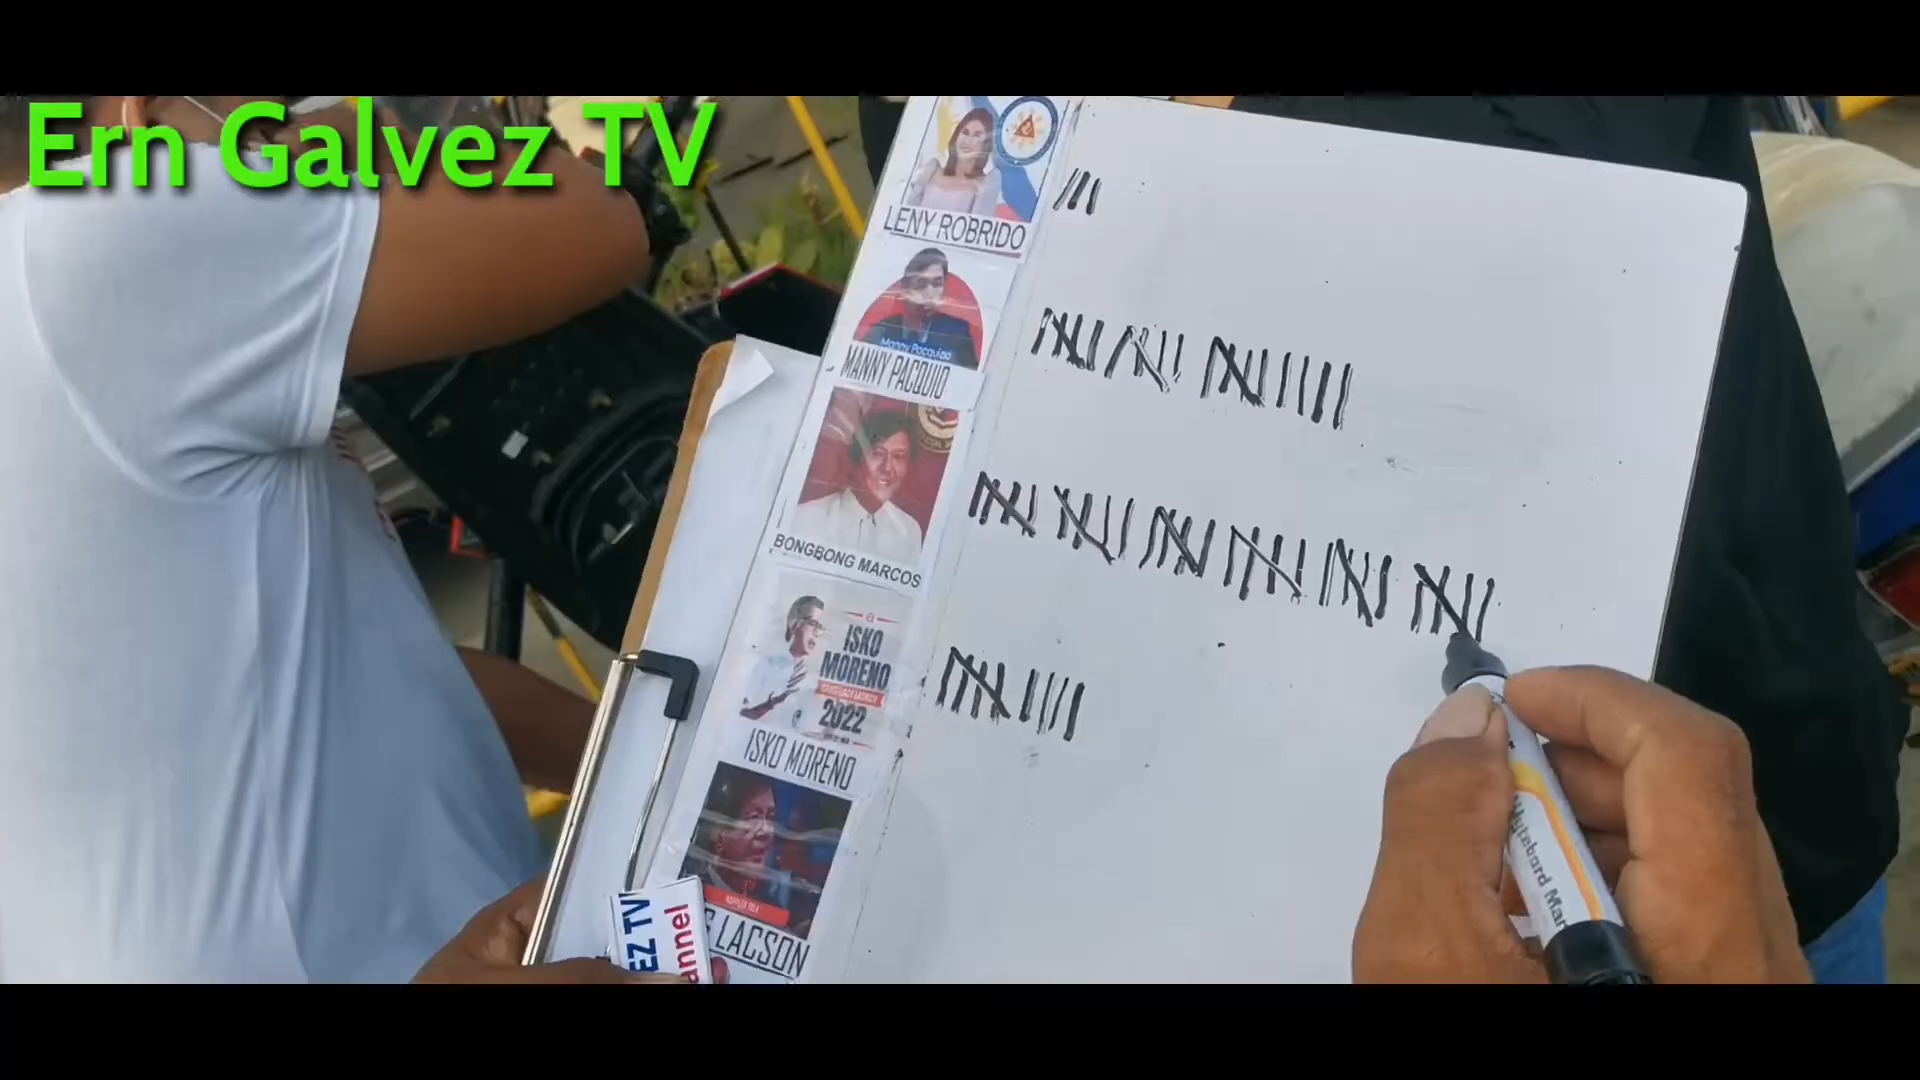 Ern Galvez TV
LENY ROBRIDO
Manny Pacquiao
MANNY PACQUIO
BONGBONG MARCOS
ISKO
MORENO
2022
ISKO MORENO
LACSON
EZ TV
annel